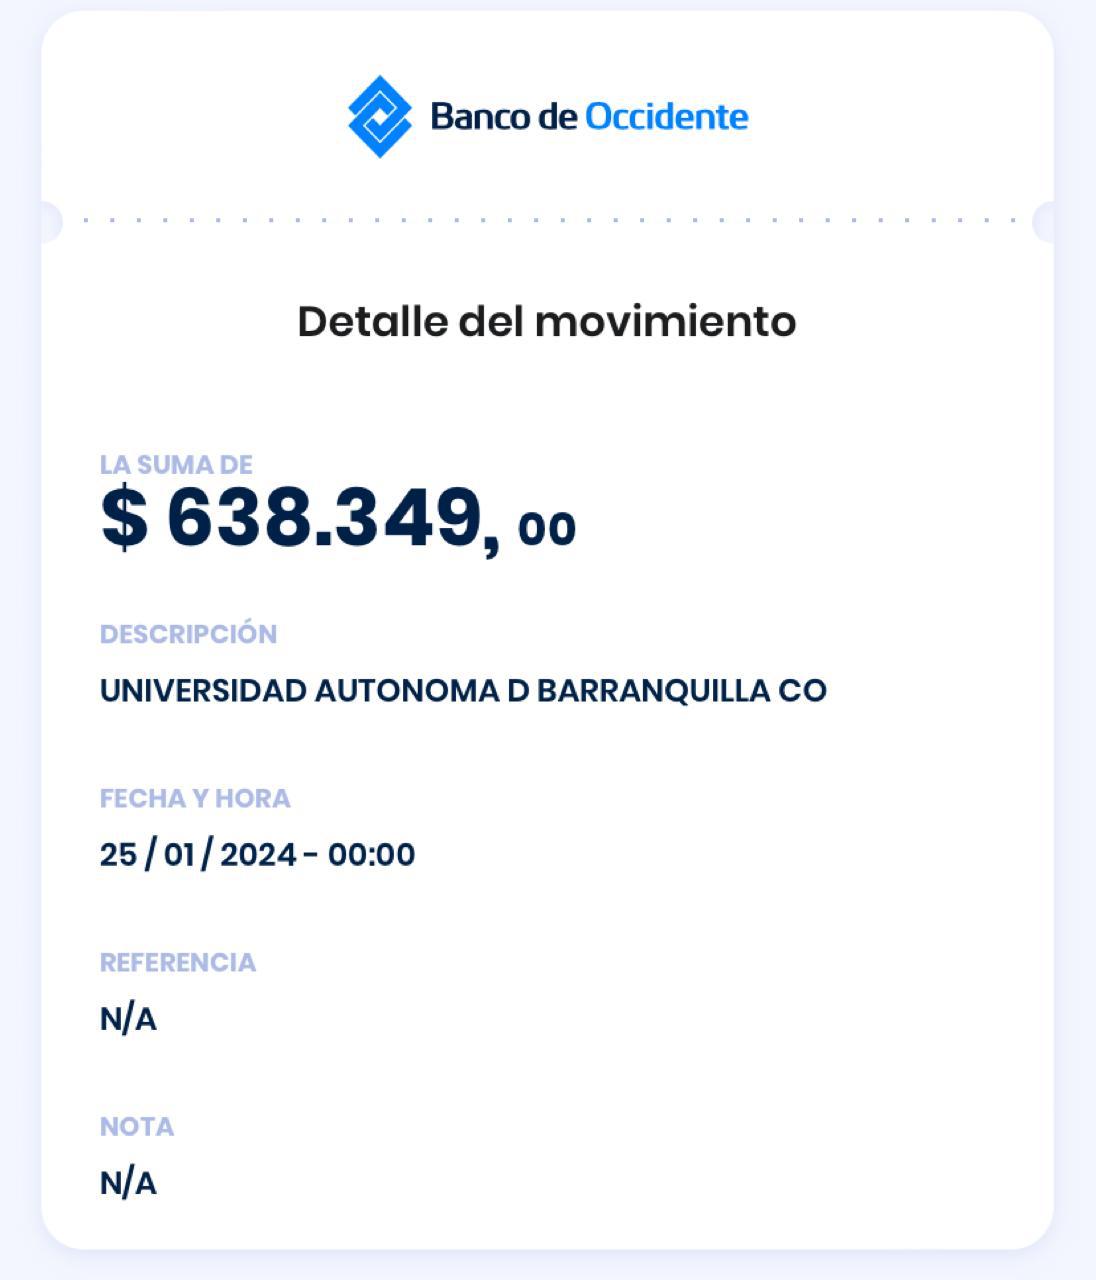 Banco de Occidente
Detalle del movimiento
LA SUMA DE
$ 638.349, 00
DESCRIPCIÓN
UNIVERSIDAD AUTONOMA D BARRANQUILLA CO
FECHA Y HORA
25 / 01 / 2024 - 00:00
REFERENCIA
N/A
NOTA
N/A